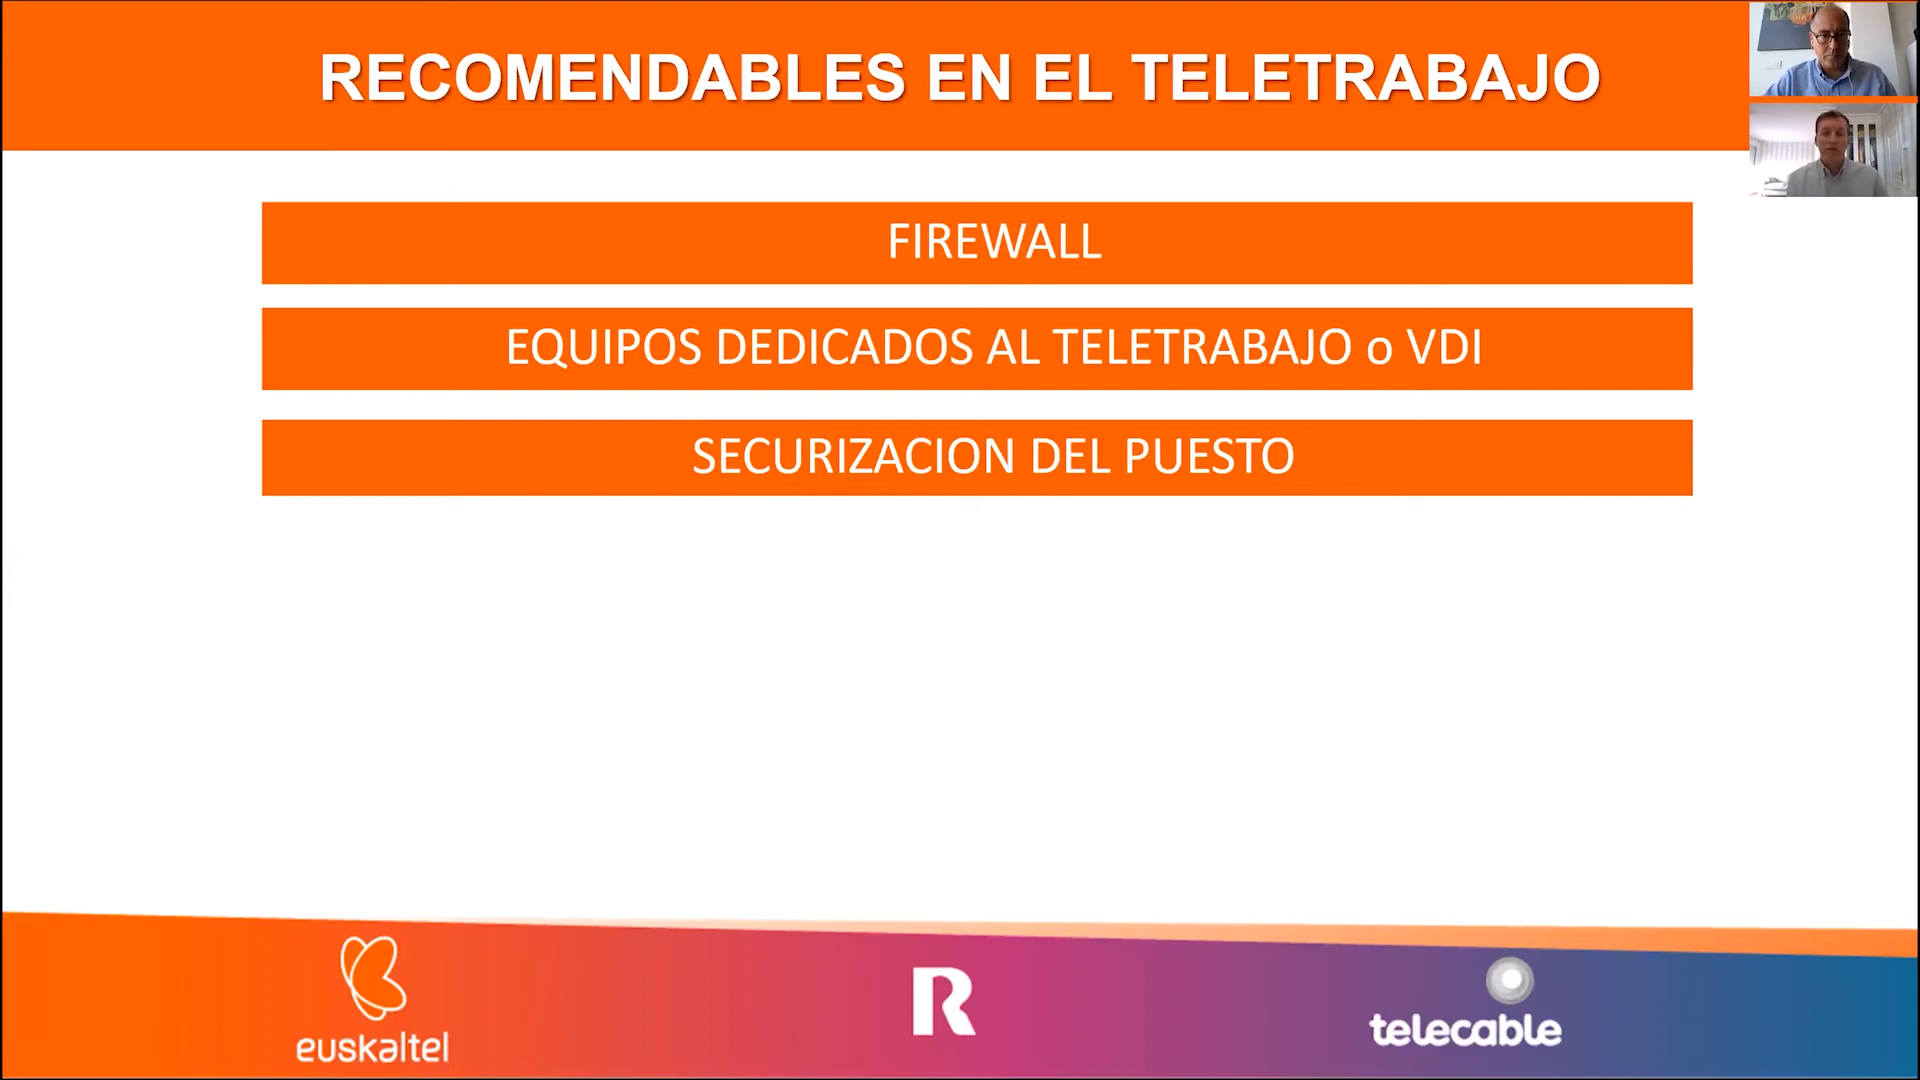 RECOMENDABLES EN EL TELETRABAJO
FIREWALL
EQUIPOS DEDICADOS AL TELETRABAJO o VDI
SECURIZACION DEL PUESTO
euskaltel
R
telecable